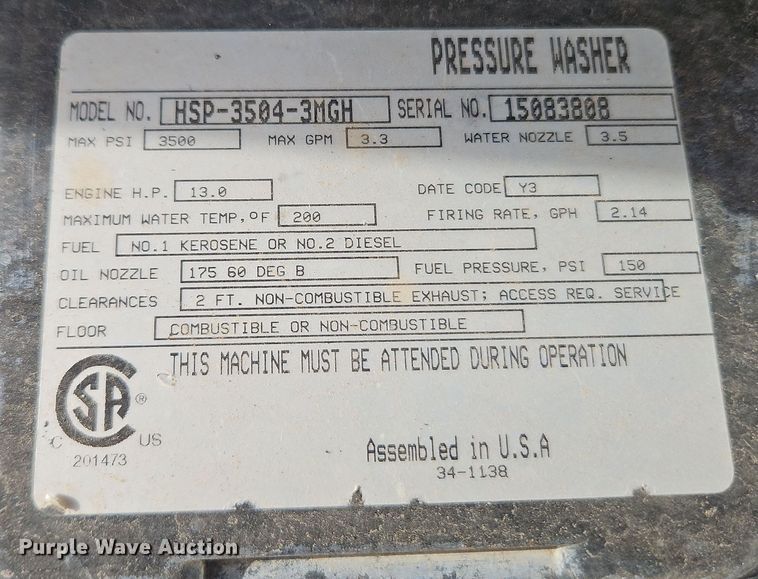 PRESSURE WASHER
MODEL NO. HSP-3504-3MGH SERIAL NO. 15083808
MAX PSI 3500 MAX GPM 3.3 WATER NOZZLE 3.5
ENGINE H.P. 13.0 DATE CODE Y3
MAXIMUM WATER TEMP,°F 200 FIRING RATE, GPH 2.14
FUEL NO.1 KEROSENE OR NO.2 DIESEL
OIL NOZZLE 175 60 DEG B FUEL PRESSURE, PSI 150
CLEARANCES 2 FT. NON-COMBUSTIBLE EXHAUST; ACCESS REQ. SERVICE
FLOOR COMBUSTIBLE OR NON-COMBUSTIBLE
THIS MACHINE MUST BE ATTENDED DURING OPERATION
CSA ®
C US
201473
Assembled in U.S.A
34-1138
Purple Wave Auction